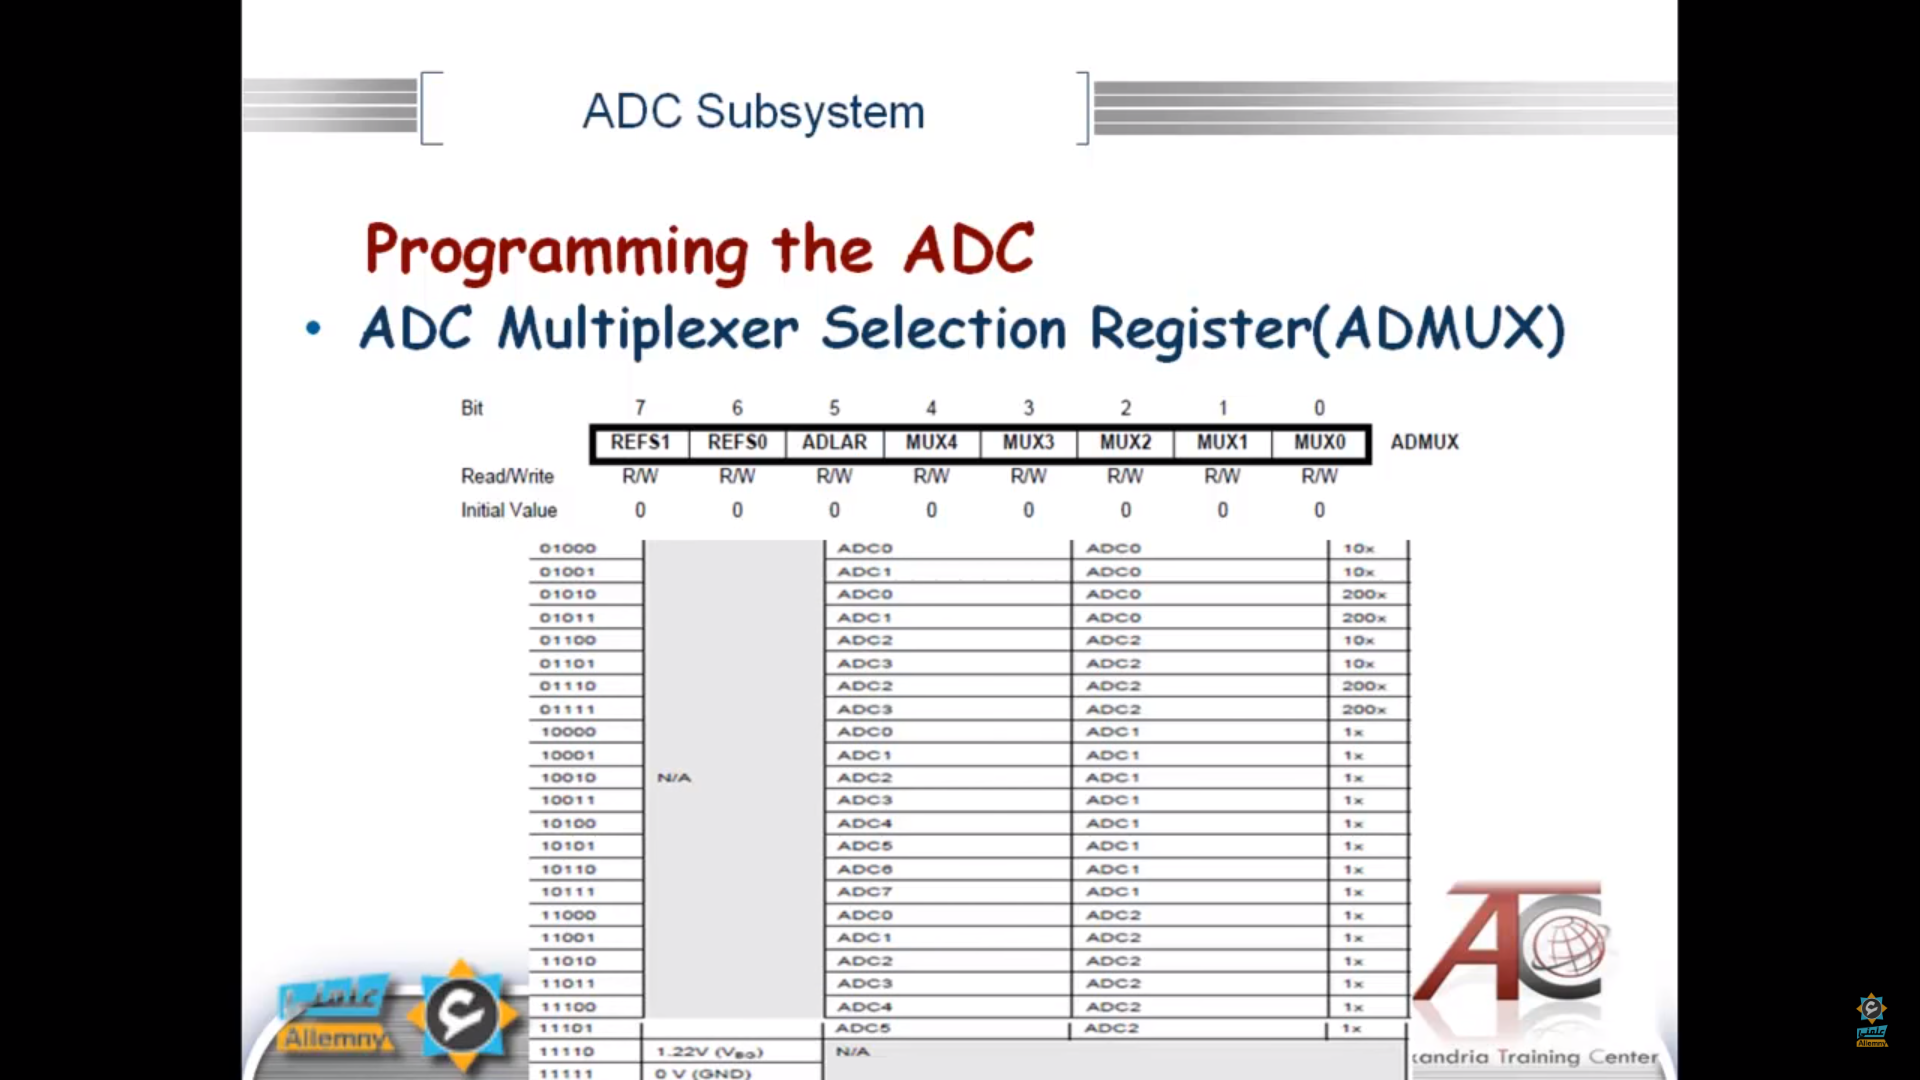 ADC Subsystem
Programming the ADC
• ADC Multiplexer Selection Register(ADMUX)
Bit 7 6 5 4 3 2 1 0
REFS1 REFS0 ADLAR MUX4 MUX3 MUX2 MUX1 MUX0 ADMUX
Read/Write R/W R/W R/W R/W R/W R/W R/W R/W
Initial Value 0 0 0 0 0 0 0 0
01000 ADC0 ADC0 10x
01001 ADC1 ADC0 10x
01010 ADC0 ADC0 200x
01011 ADC1 ADC0 200x
01100 ADC2 ADC2 10x
01101 ADC3 ADC2 10x
01110 ADC2 ADC2 200x
01111 ADC3 ADC2 200x
10000 ADC0 ADC1 1x
10001 ADC1 ADC1 1x
10010 N/A ADC2 ADC1 1x
10011 ADC3 ADC1 1x
10100 ADC4 ADC1 1x
10101 ADC5 ADC1 1x
10110 ADC6 ADC1 1x
10111 ADC7 ADC1 1x
11000 ADC0 ADC2 1x
11001 ADC1 ADC2 1x
11010 ADC2 ADC2 1x
11011 ADC3 ADC2 1x
11100 ADC4 ADC2 1x
11101 ADC5 ADC2 1x
11110 1.22V (VBG) N/A
11111 0 V (GND)
Allemny
ATC
xandria Training Center